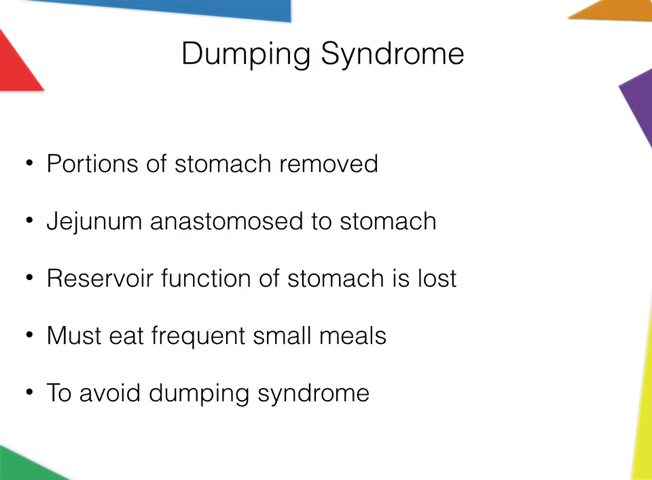 Dumping Syndrome
• Portions of stomach removed
• Jejunum anastomosed to stomach
• Reservoir function of stomach is lost
• Must eat frequent small meals
• To avoid dumping syndrome